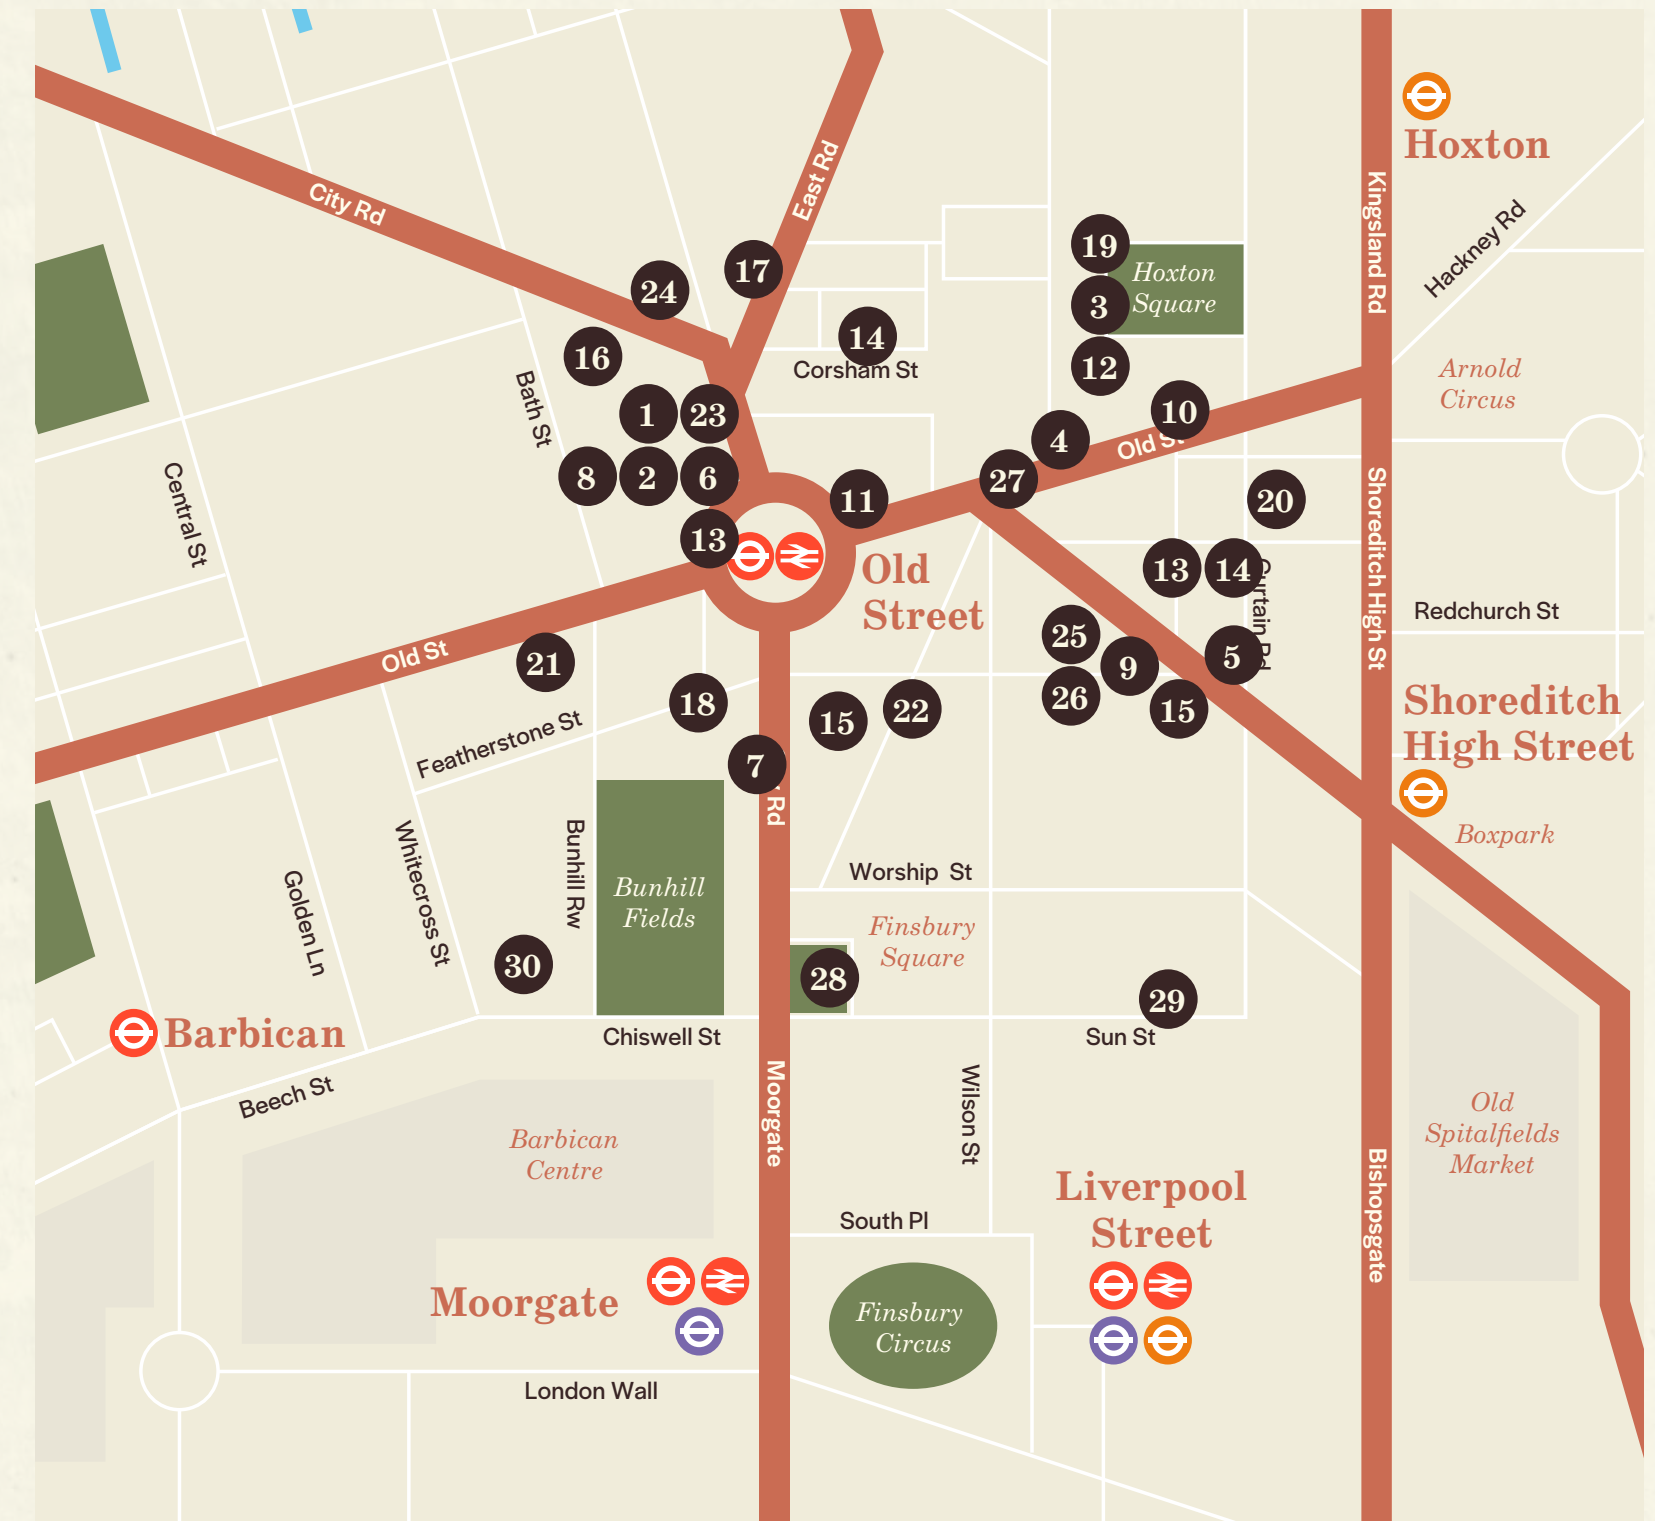 Hoxton
East Rd
Kingsland Rd
City Rd
Hackney Rd
19
17
Hoxton
Square
24
3
14
16
Corsham St
12
Arnold
Circus
Bath St
1
23
10
4
Old St
8
2
6
27
11
20
Central St
13
Shoreditch High St
Old
Street
13
14
Curtain Rd
Redchurch St
25
Old St
21
9
5
26
15
18
15
22
Shoreditch
High Street
Featherstone St
7
Rd
Boxpark
Whitecross St
Bunhill Rw
Worship St
Golden Ln
Bunhill
Fields
Finsbury
Square
30
28
29
Barbican
Chiswell St
Sun St
Beech St
Moorgate
Wilson St
Old
Spitalfields
Market
Barbican
Centre
Bishopsgate
Liverpool
Street
South Pl
Moorgate
Finsbury
Circus
London Wall